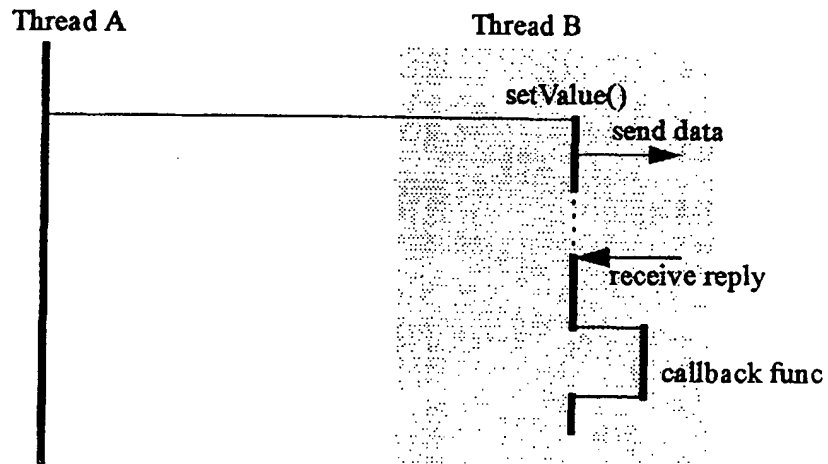 Thread A
Thread B
setValue()
send data
receive reply
callback func